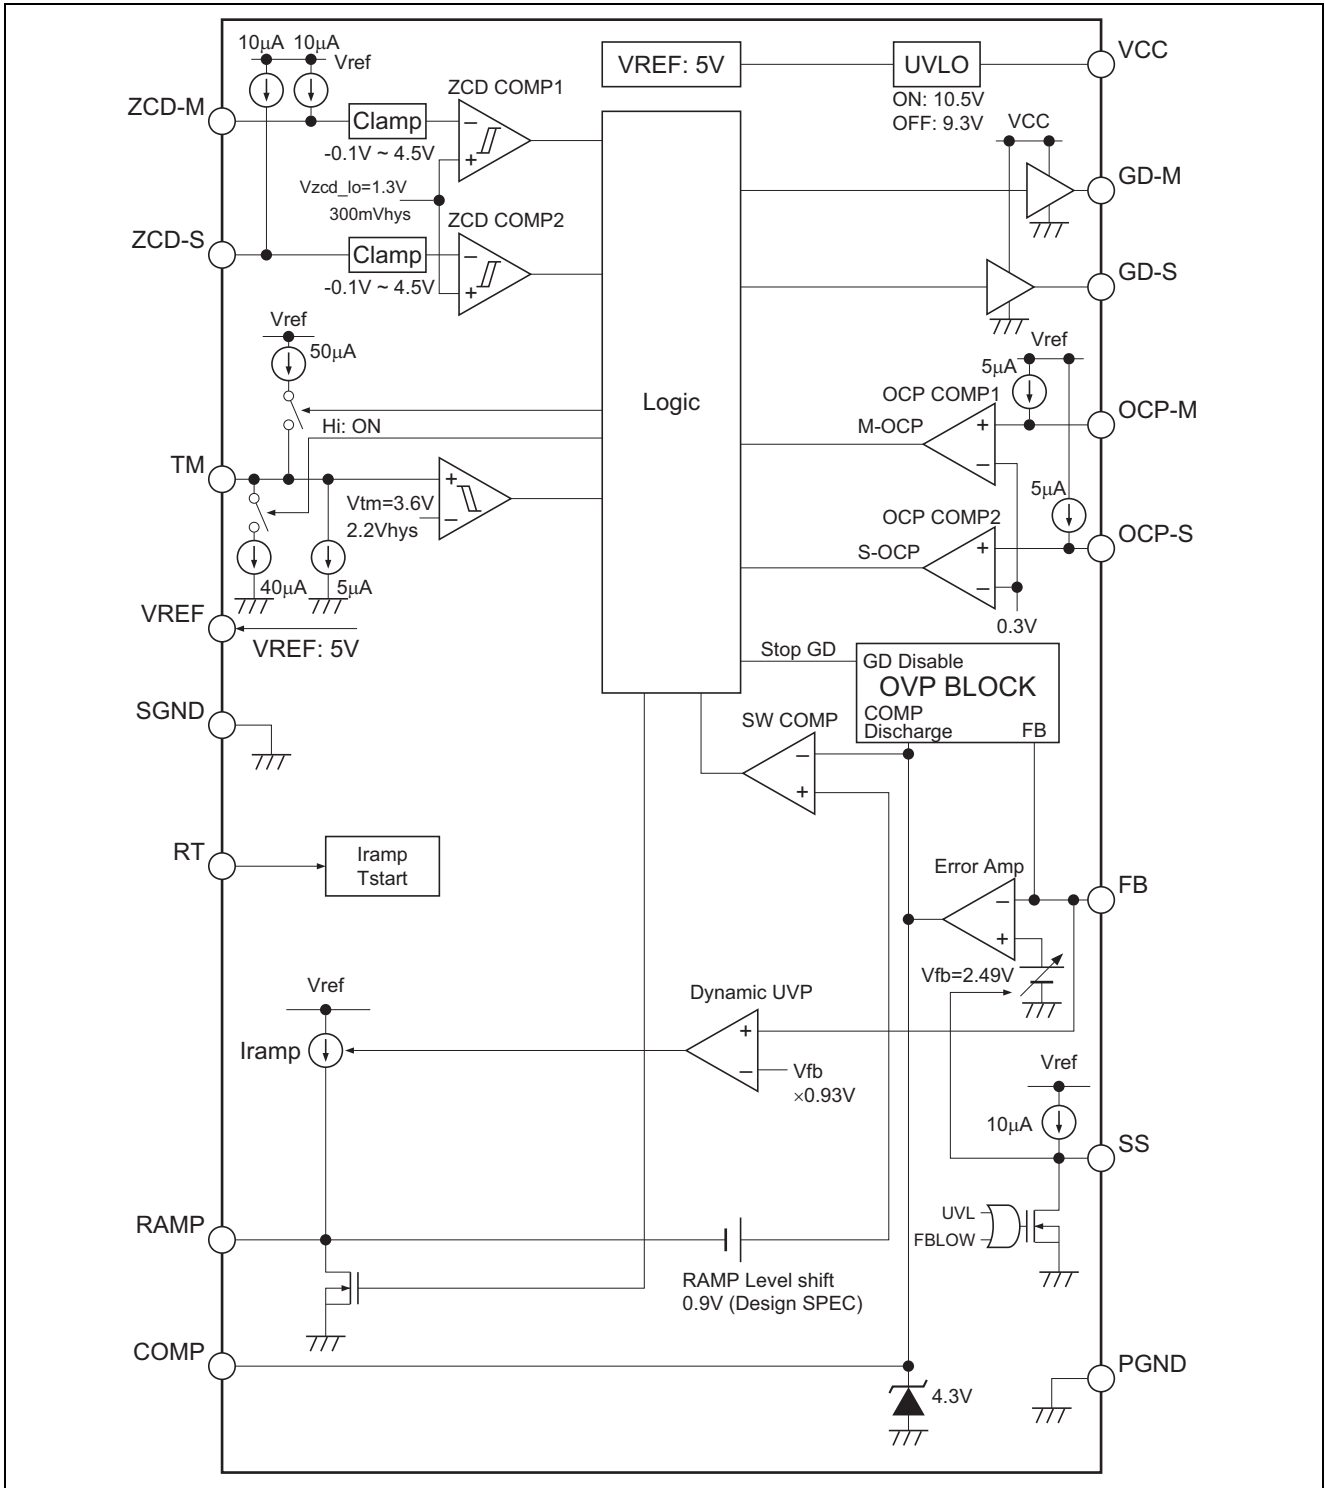 10μA 10μA
Vref
ZCD-M
Clamp
-0.1V ~ 4.5V
ZCD COMP1
−
+
Vzcd_lo=1.3V
300mVhys
ZCD COMP2
ZCD-S
Clamp
-0.1V ~ 4.5V
−
+
VREF: 5V
UVLO
ON: 10.5V
OFF: 9.3V
VCC
VCC
GD-M
GD-S
Logic
Vref
50μA
Hi: ON
TM
Vtm=3.6V
2.2Vhys
+
−
40μA
5μA
VREF
VREF: 5V
SGND
Vref
5μA
OCP COMP1
M-OCP
+
−
OCP-M
5μA
OCP COMP2
S-OCP
+
−
OCP-S
0.3V
Stop GD
GD Disable
OVP BLOCK
COMP
Discharge
FB
SW COMP
−
+
RT
Iramp
Tstart
Error Amp
−
+
FB
Vfb=2.49V
Vref
Iramp
Dynamic UVP
+
−
Vfb
×0.93V
Vref
10μA
SS
UVL
FBLOW
RAMP
RAMP Level shift
0.9V (Design SPEC)
COMP
4.3V
PGND